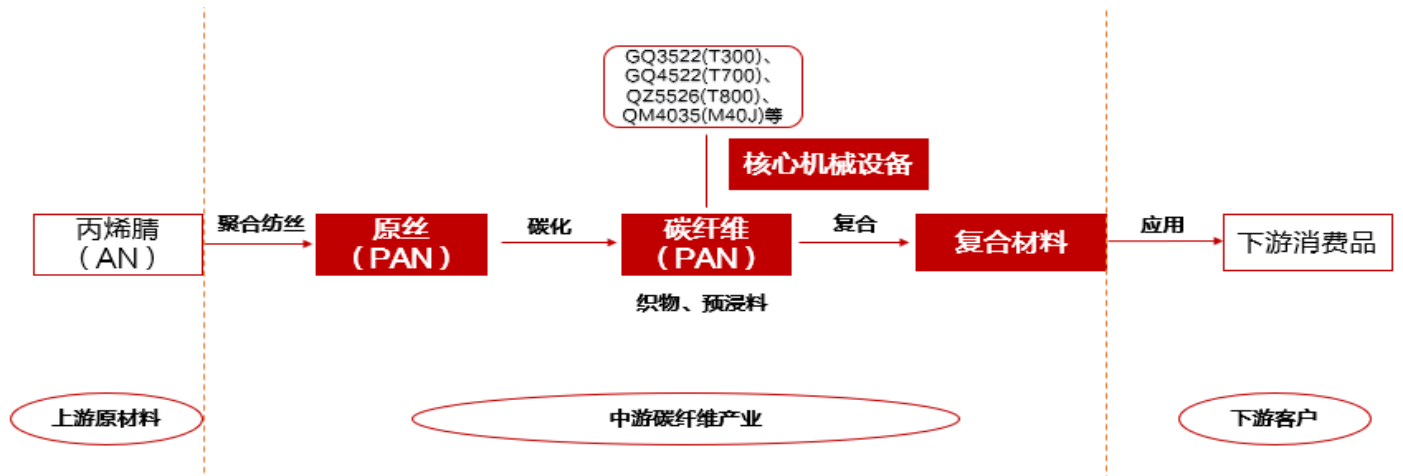 GQ3522(T300)、
GQ4522(T700)、
QZ5526(T800)、
QM4035(M40J)等
核心机械设备
丙烯腈
（AN）
聚合纺丝
原丝
（PAN）
碳化
碳纤维
（PAN）
复合
复合材料
应用
下游消费品
织物、预浸料
上游原材料
中游碳纤维产业
下游客户